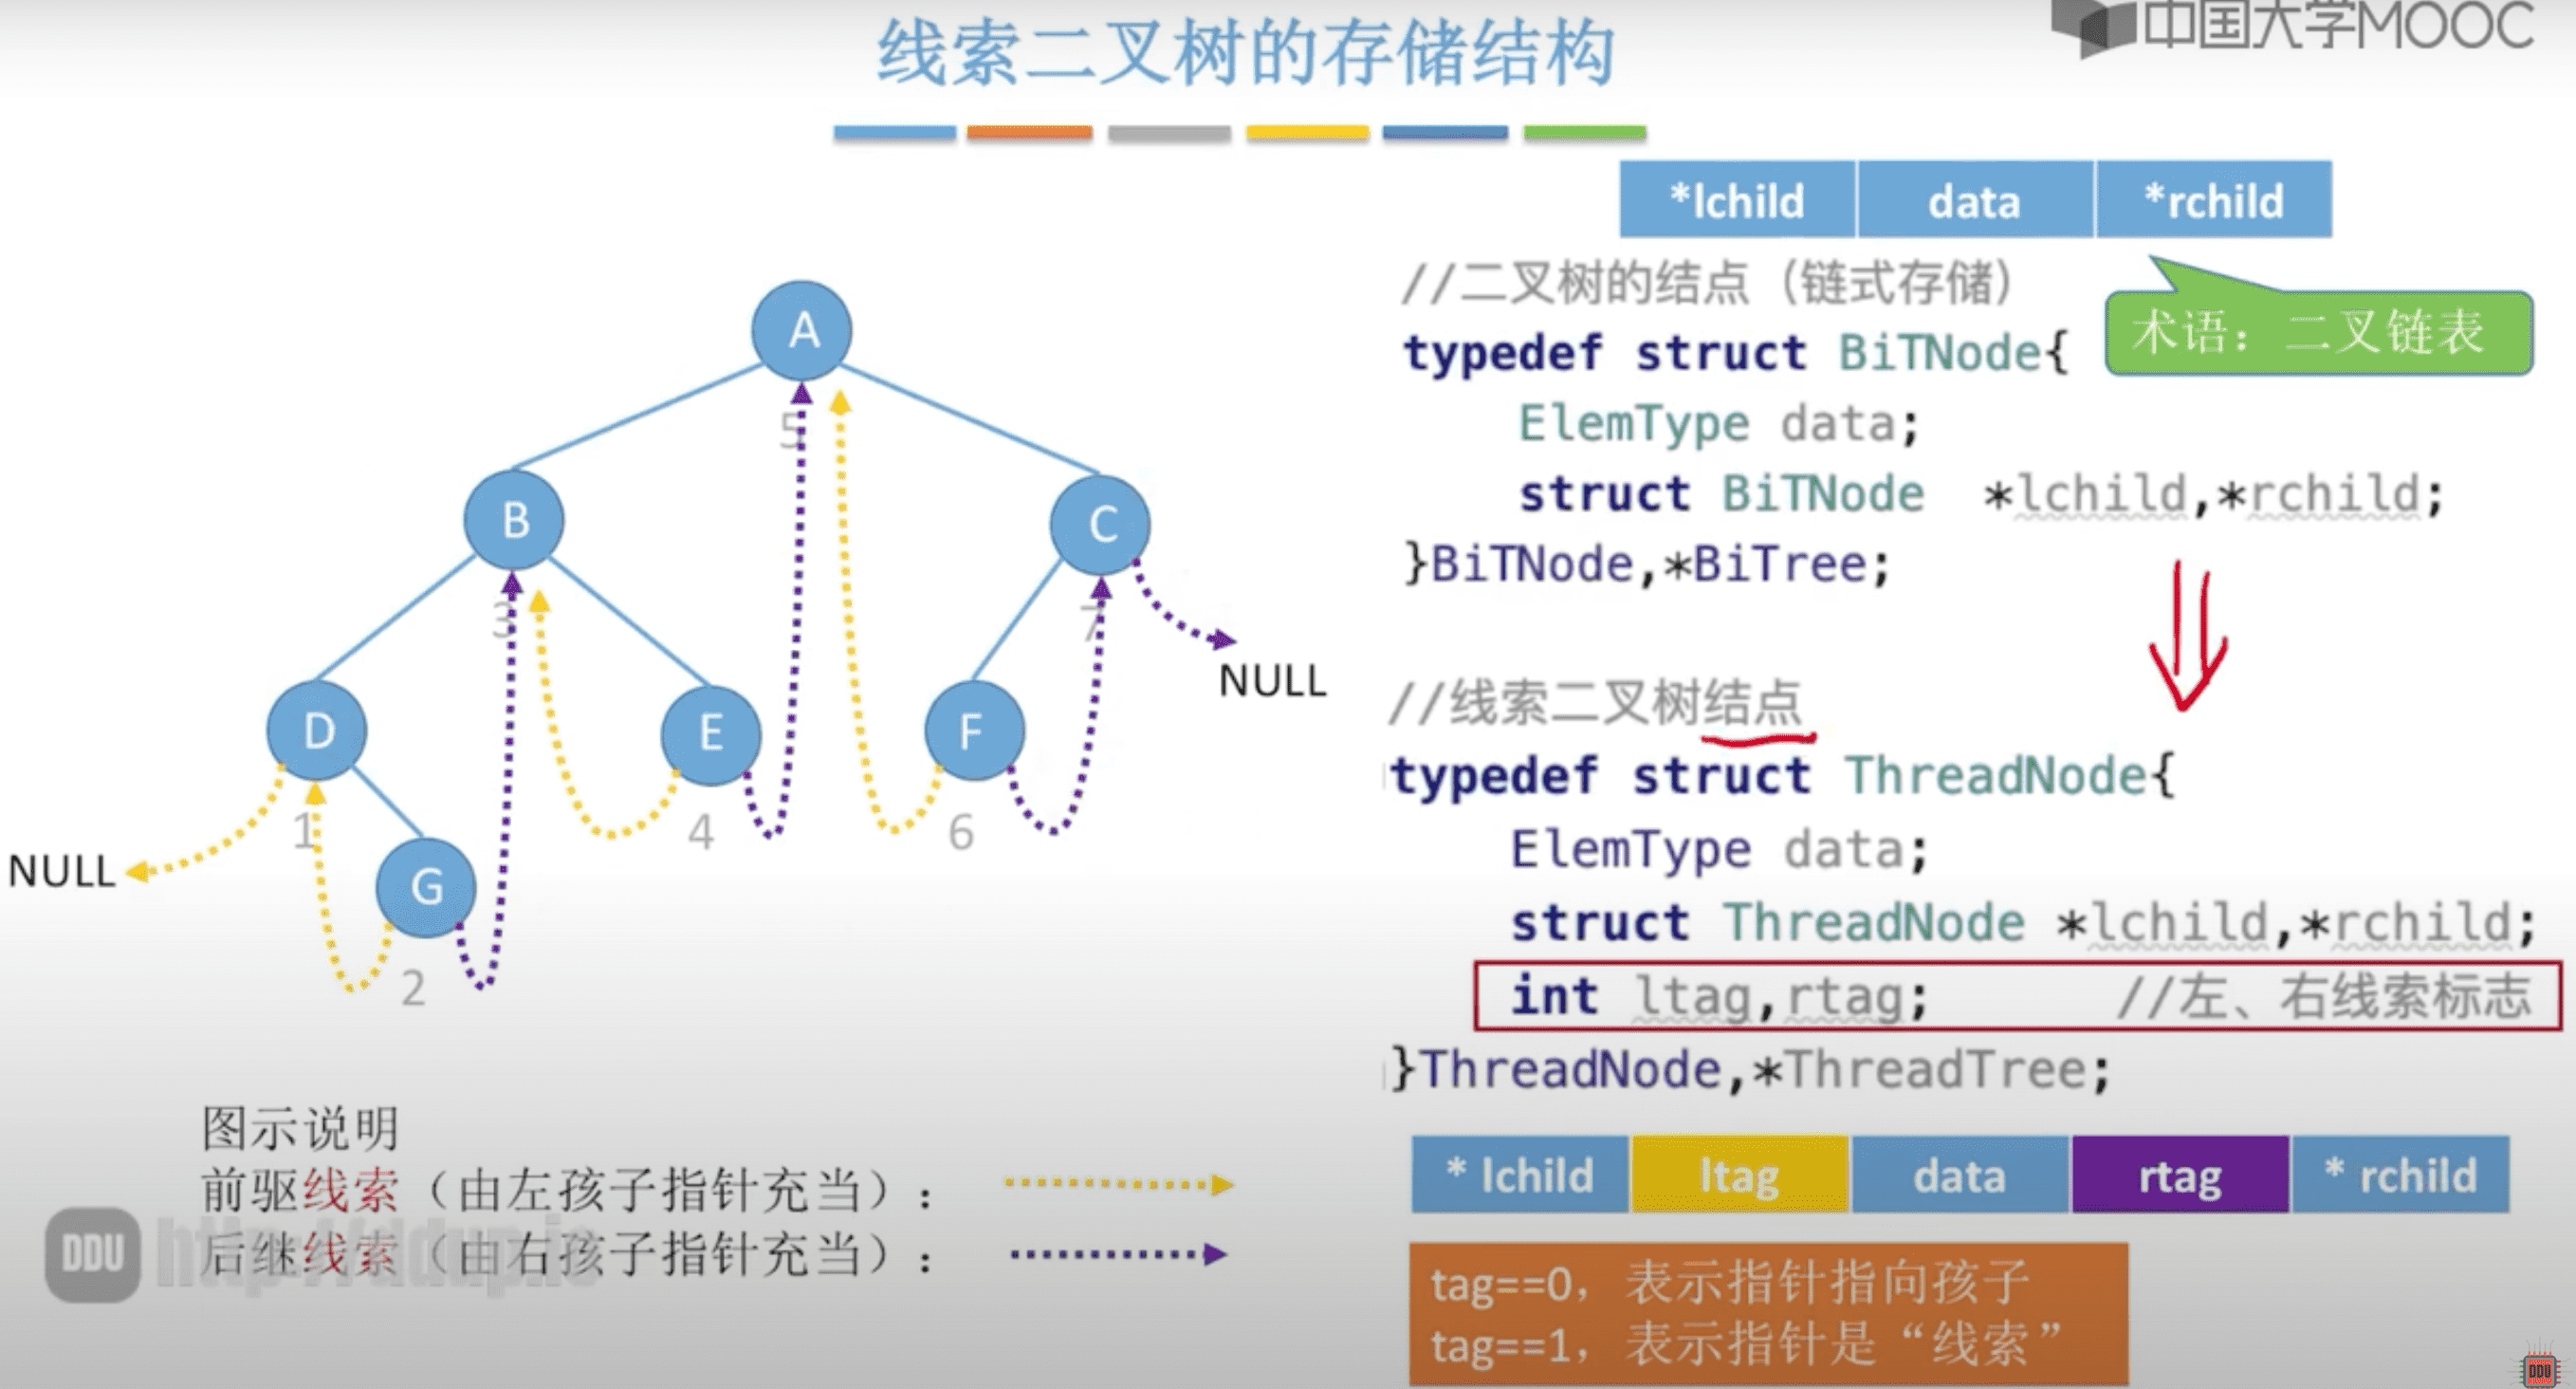 线索二叉树的存储结构
中国大学MOOC
*lchild data *rchild
//二叉树的结点（链式存储）
术语：二叉链表
typedef struct BiTNode{
ElemType data;
struct BiTNode *lchild,*rchild;
}BiTNode,*BiTree;
//线索二叉树结点
typedef struct ThreadNode{
ElemType data;
struct ThreadNode *lchild,*rchild;
int ltag,rtag; //左、右线索标志
}ThreadNode,*ThreadTree;
* lchild ltag data rtag * rchild
tag==0，表示指针指向孩子
tag==1，表示指针是“线索”
A
5
B
C
3
7
NULL
D
E
F
1
4
6
NULL
G
2
图示说明
前驱线索（由左孩子指针充当）：
后继线索（由右孩子指针充当）：
DDU
DDU